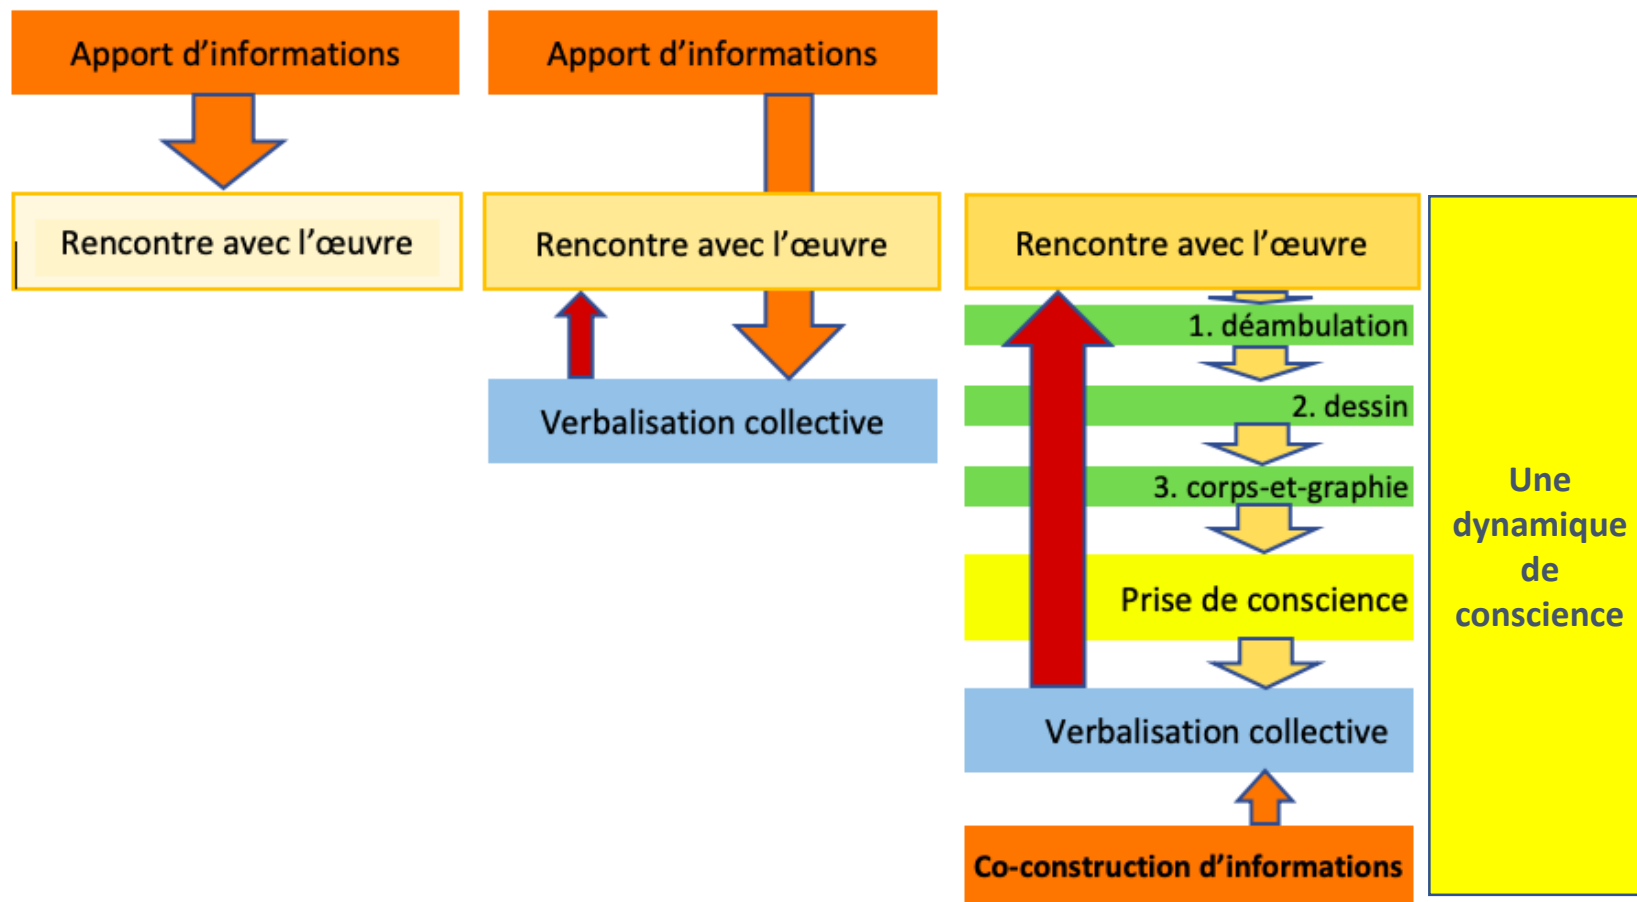 Apport d’informations
Rencontre avec l’œuvre
Apport d’informations
Rencontre avec l’œuvre
Verbalisation collective
Rencontre avec l’œuvre
1. déambulation
2. dessin
3. corps-et-graphie
Prise de conscience
Verbalisation collective
Co-construction d’informations
Une
dynamique
de
conscience